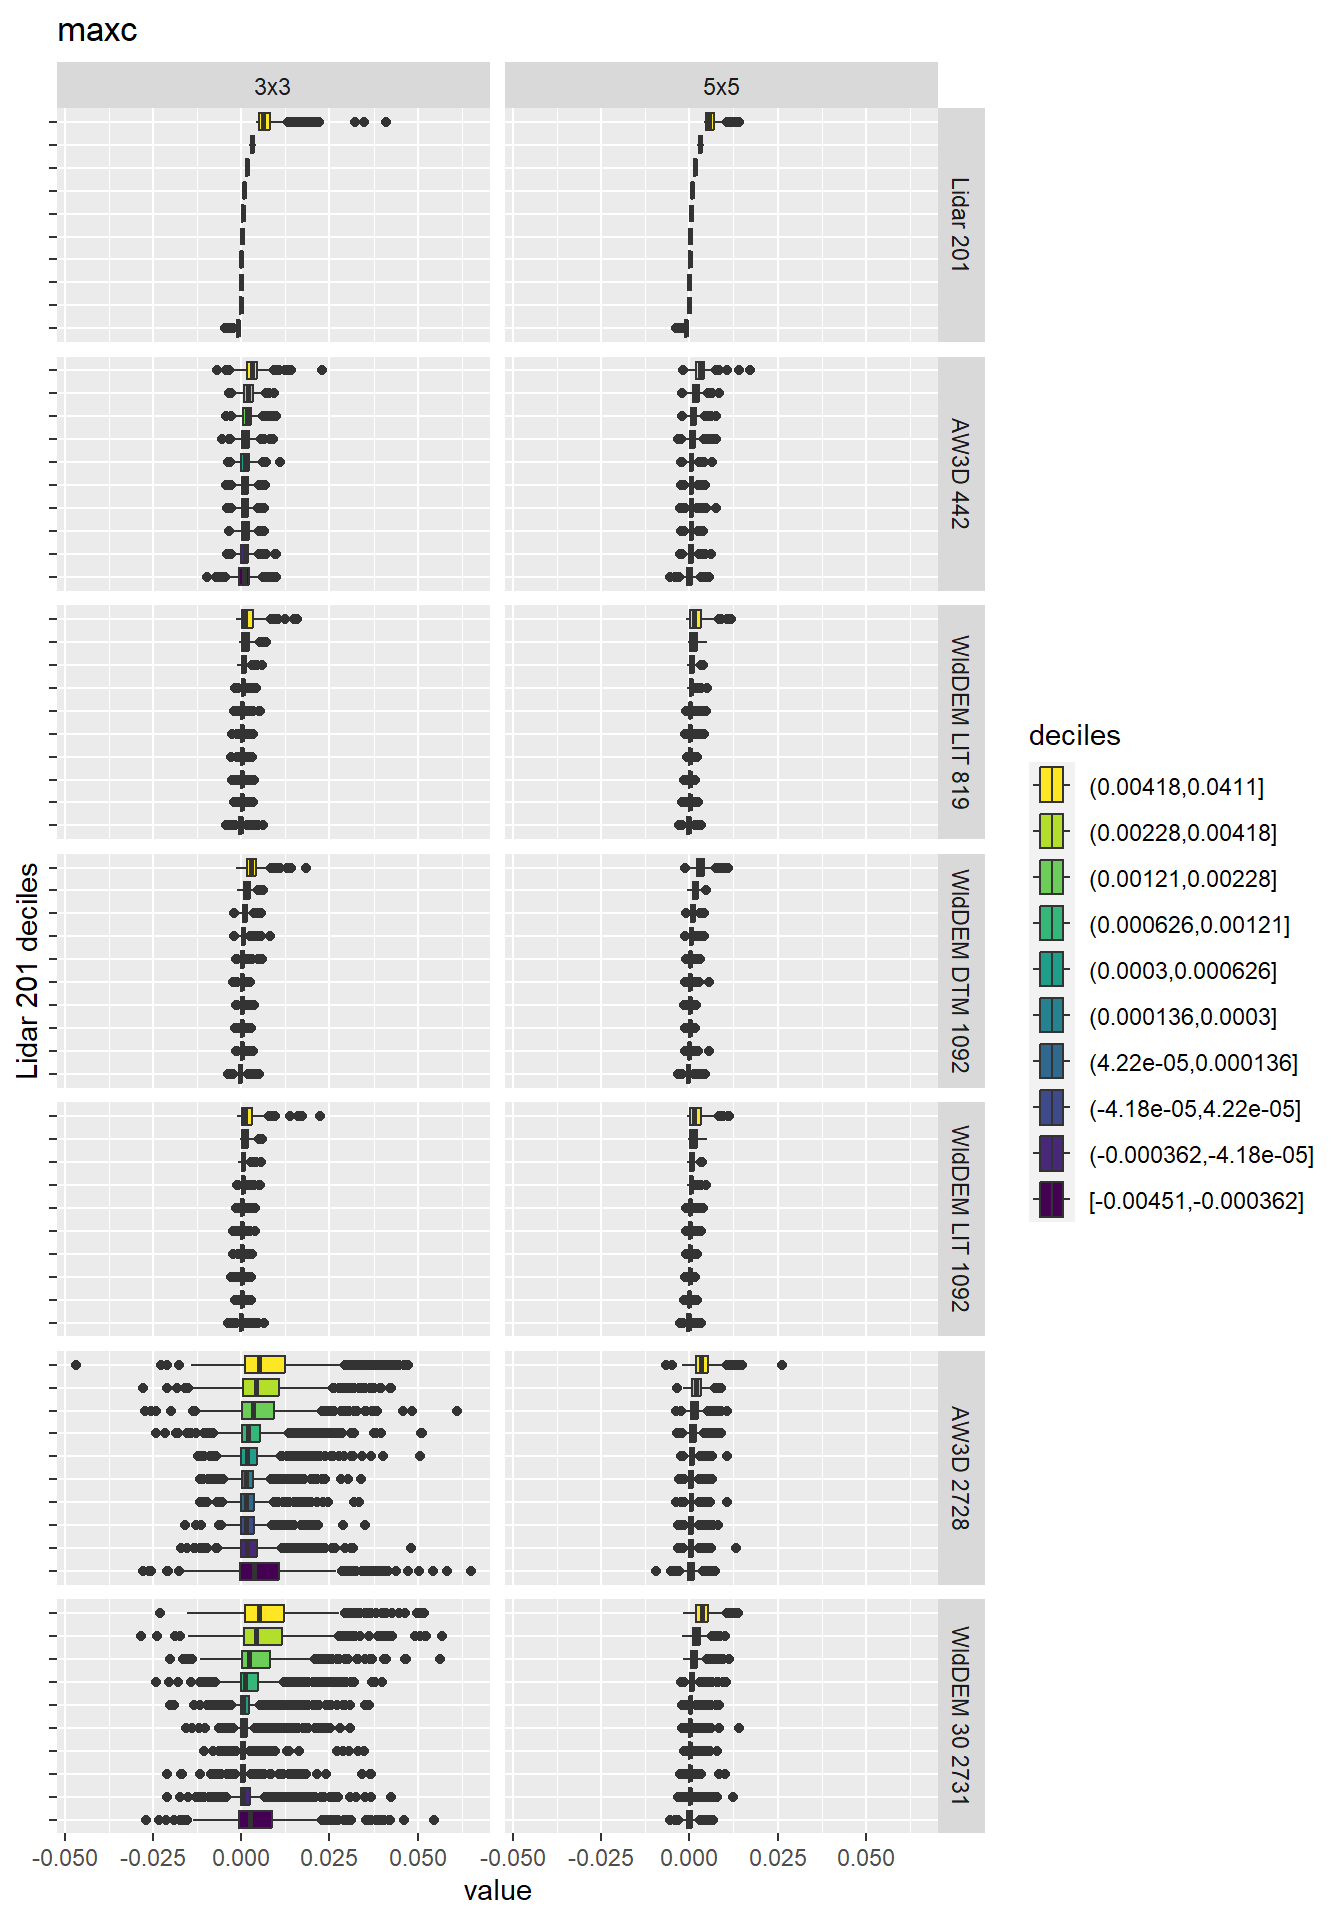 maxc
3x3
5x5
Lidar 201
AW3D 442
WldDEM LIT 819
WldDEM DTM 1092
WldDEM LIT 1092
AW3D 2728
WldDEM 30 2731
Lidar 201 deciles
-0.050 -0.025 0.000 0.025 0.050 -0.050 -0.025 0.000 0.025 0.050
value
deciles
(0.00418,0.0411]
(0.00228,0.00418]
(0.00121,0.00228]
(0.000626,0.00121]
(0.0003,0.000626]
(0.000136,0.0003]
(4.22e-05,0.000136]
(-4.18e-05,4.22e-05]
(-0.000362,-4.18e-05]
[-0.00451,-0.000362]